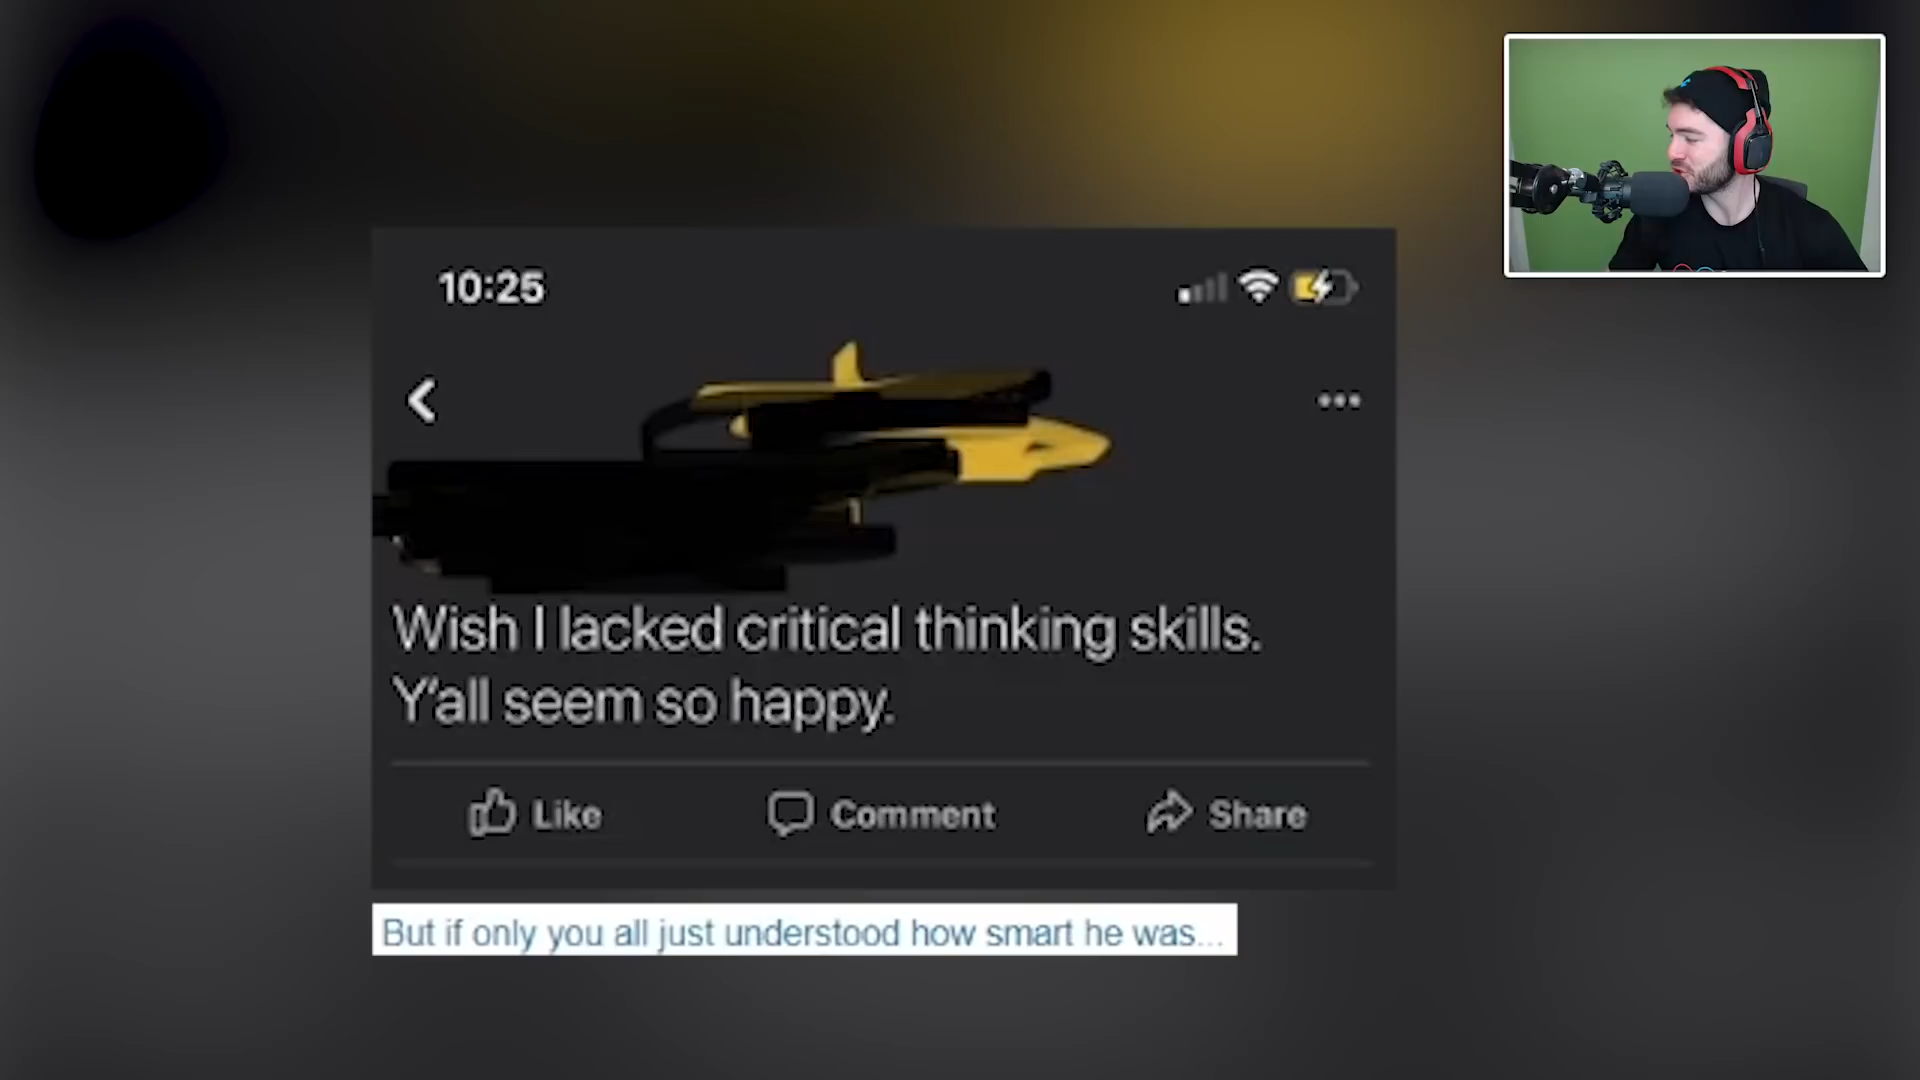 10:25
Wish I lacked critical thinking skills.
Y'all seem so happy.
Like Comment Share
But if only you all just understood how smart he was...